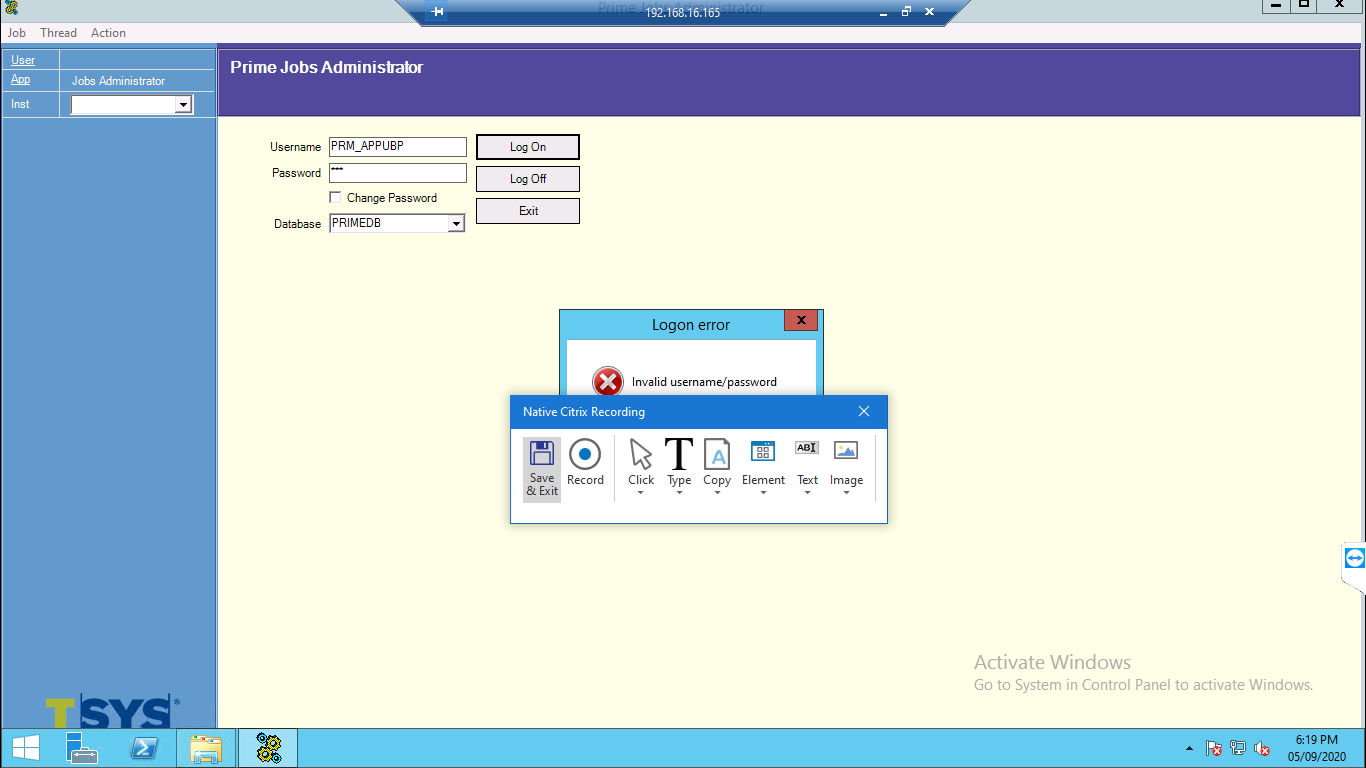 Prime Jobs Administrator
192.168.16.165
Job Thread Action
User
App Jobs Administrator
Inst
Prime Jobs Administrator
Username PRM_APPUBP Log On
Password *** Log Off
Change Password
Exit
Database PRIMEDB
Logon error
Invalid username/password
Native Citrix Recording
Save & Exit
Record
Click
Type
Copy
Element
ABI
Text
Image
Activate Windows
Go to System in Control Panel to activate Windows.
TSYS®
6:19 PM
05/09/2020